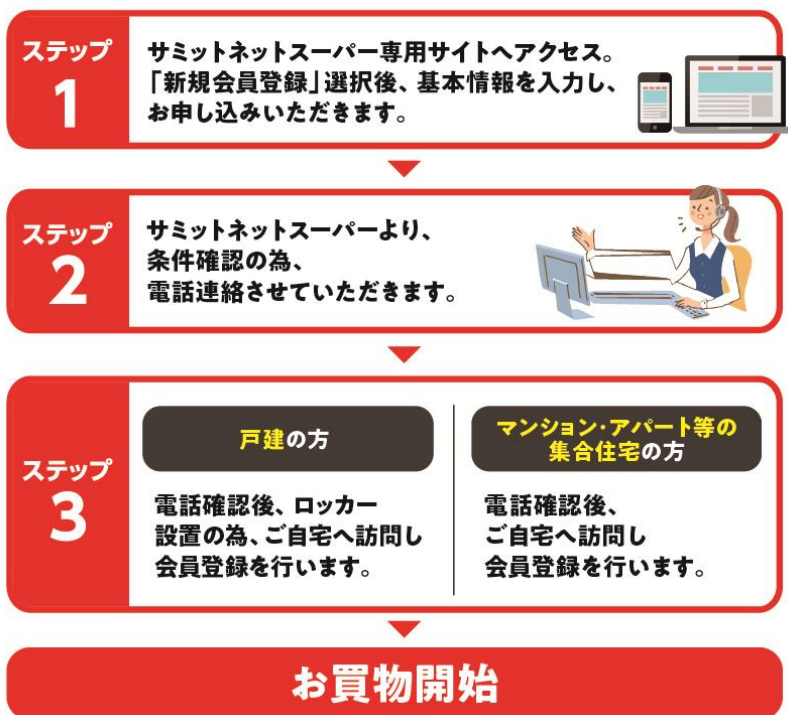 ステップ
1
サミットネットスーパー専用サイトへアクセス。
「新規会員登録」選択後、基本情報を入力し、
お申し込みいただきます。
ステップ
2
サミットネットスーパーより、
条件確認の為、
電話連絡させていただきます。
ステップ
3
戸建の方
電話確認後、ロッカー
設置の為、ご自宅へ訪問し
会員登録を行います。
マンション・アパート等の
集合住宅の方
電話確認後、
ご自宅へ訪問し
会員登録を行います。
お買物開始